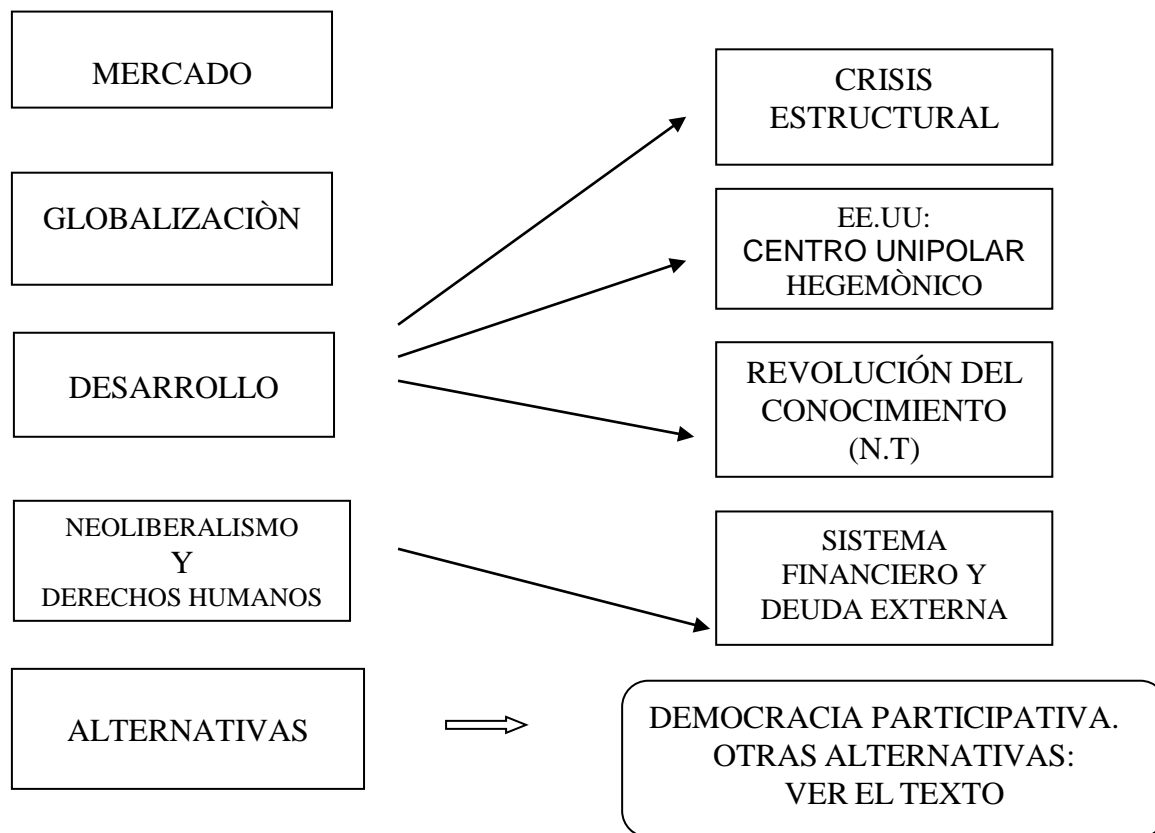 MERCADO
GLOBALIZACIÒN
DESARROLLO
NEOLIBERALISMO
Y
DERECHOS HUMANOS
ALTERNATIVAS
CRISIS
ESTRUCTURAL
EE.UU:
CENTRO UNIPOLAR
HEGEMÒNICO
REVOLUCIÓN DEL
CONOCIMIENTO
(N.T)
SISTEMA
FINANCIERO Y
DEUDA EXTERNA
DEMOCRACIA PARTICIPATIVA.
OTRAS ALTERNATIVAS:
VER EL TEXTO